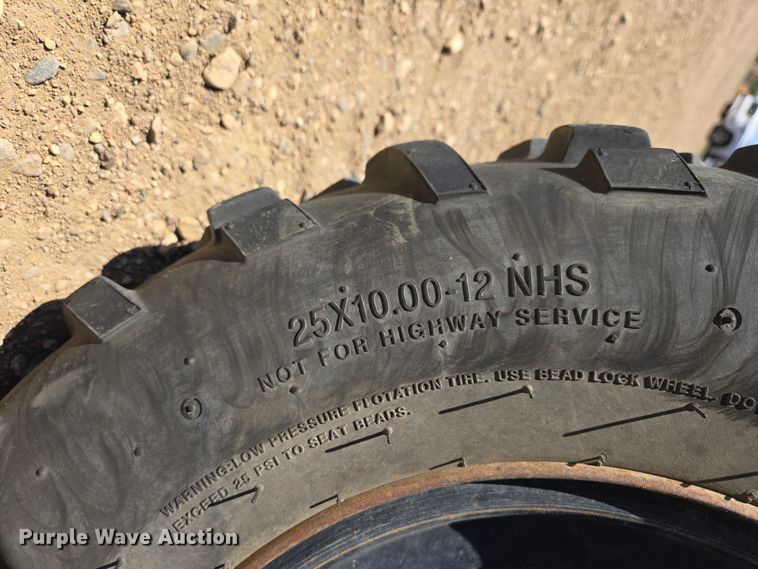 25X10.00-12 NHS
NOT FOR HIGHWAY SERVICE
WARNING:LOW PRESSURE FLOTATION TIRE. USE BEAD LOCK WHEEL. DO
EXCEED 25 PSI TO SEAT BEADS.
Purple Wave Auction